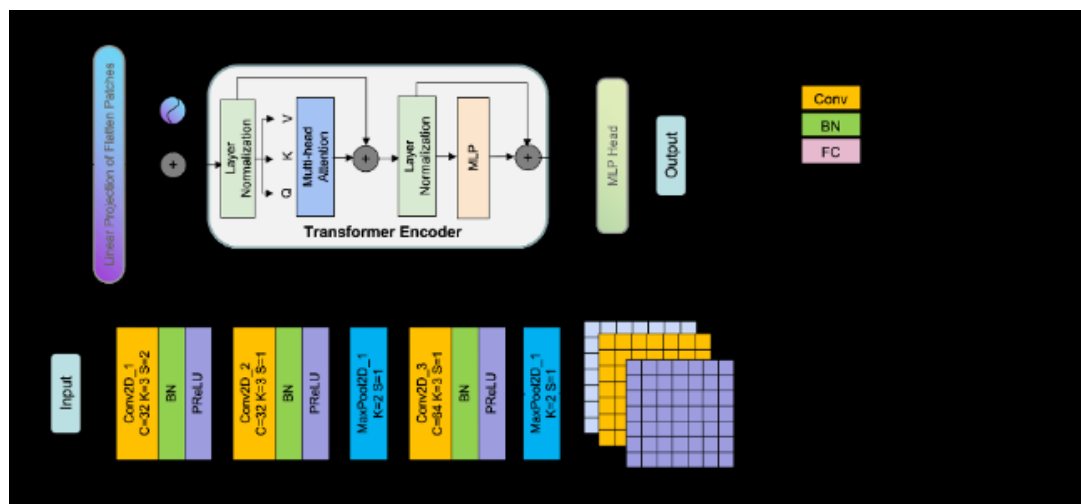 Linear Projection of Flatten Patches
Layer
Normalization
V
K
Q
Multi-head
Attention
Layer
Normalization
MLP
Transformer Encoder
MLP Head
Output
Conv
BN
FC
Input
Conv2D_1
C=32 K=3 S=2
BN
PReLU
Conv2D_2
C=32 K=3 S=1
BN
PReLU
MaxPool2D_1
K=2 S=1
Conv2D_3
C=64 K=3 S=1
BN
PReLU
MaxPool2D_1
K=2 S=1